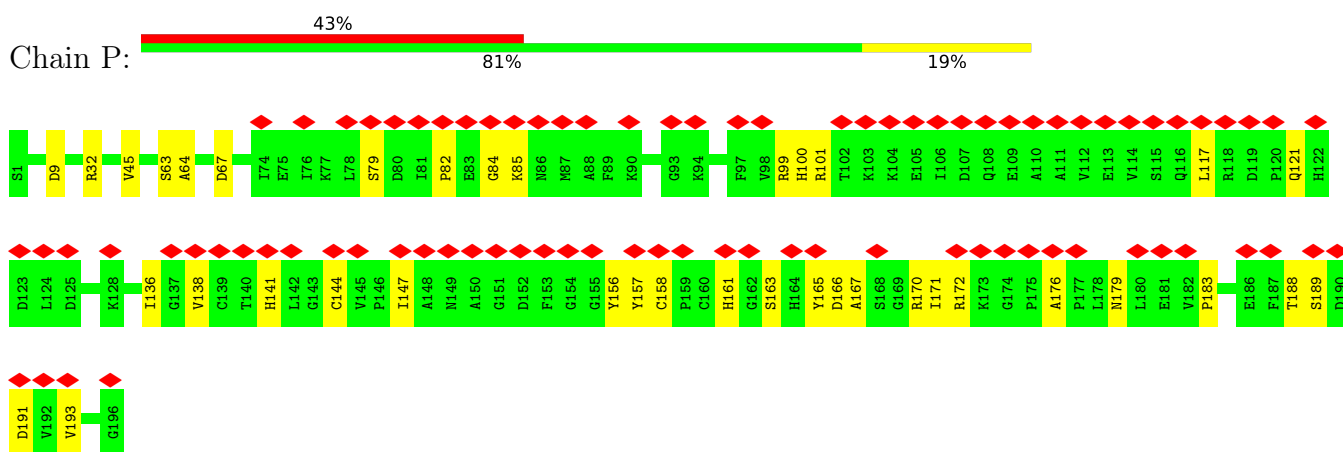 43%
Chain P:
81% 19%
S1 D9 R32 V45 S63 A64 D67 I74 E75 I76 K77 L78 S79 D80 I81 P82 E83 G84 K85 N86 M87 A88 F89 K90 G93 K94 F97 V98 R99 H100 R101 T102 K103 K104 E105 I106 D107 Q108 E109 A110 A111 V112 E113 V114 S115 Q116 L117 R118 D119 P120 Q121 H122
D123 L124 D125 K128 I136 G137 V138 C139 T140 H141 L142 G143 C144 V145 P146 I147 A148 N149 A150 G151 D152 F153 G154 G155 Y156 Y157 C158 P159 C160 H161 G162 S163 H164 Y165 D166 A167 S168 G169 R170 I171 R172 K173 G174 P175 A176 P177 L178 N179 L180 E181 V182 P183 E186 F187 T188 S189 D190
D191 V192 V193 G196